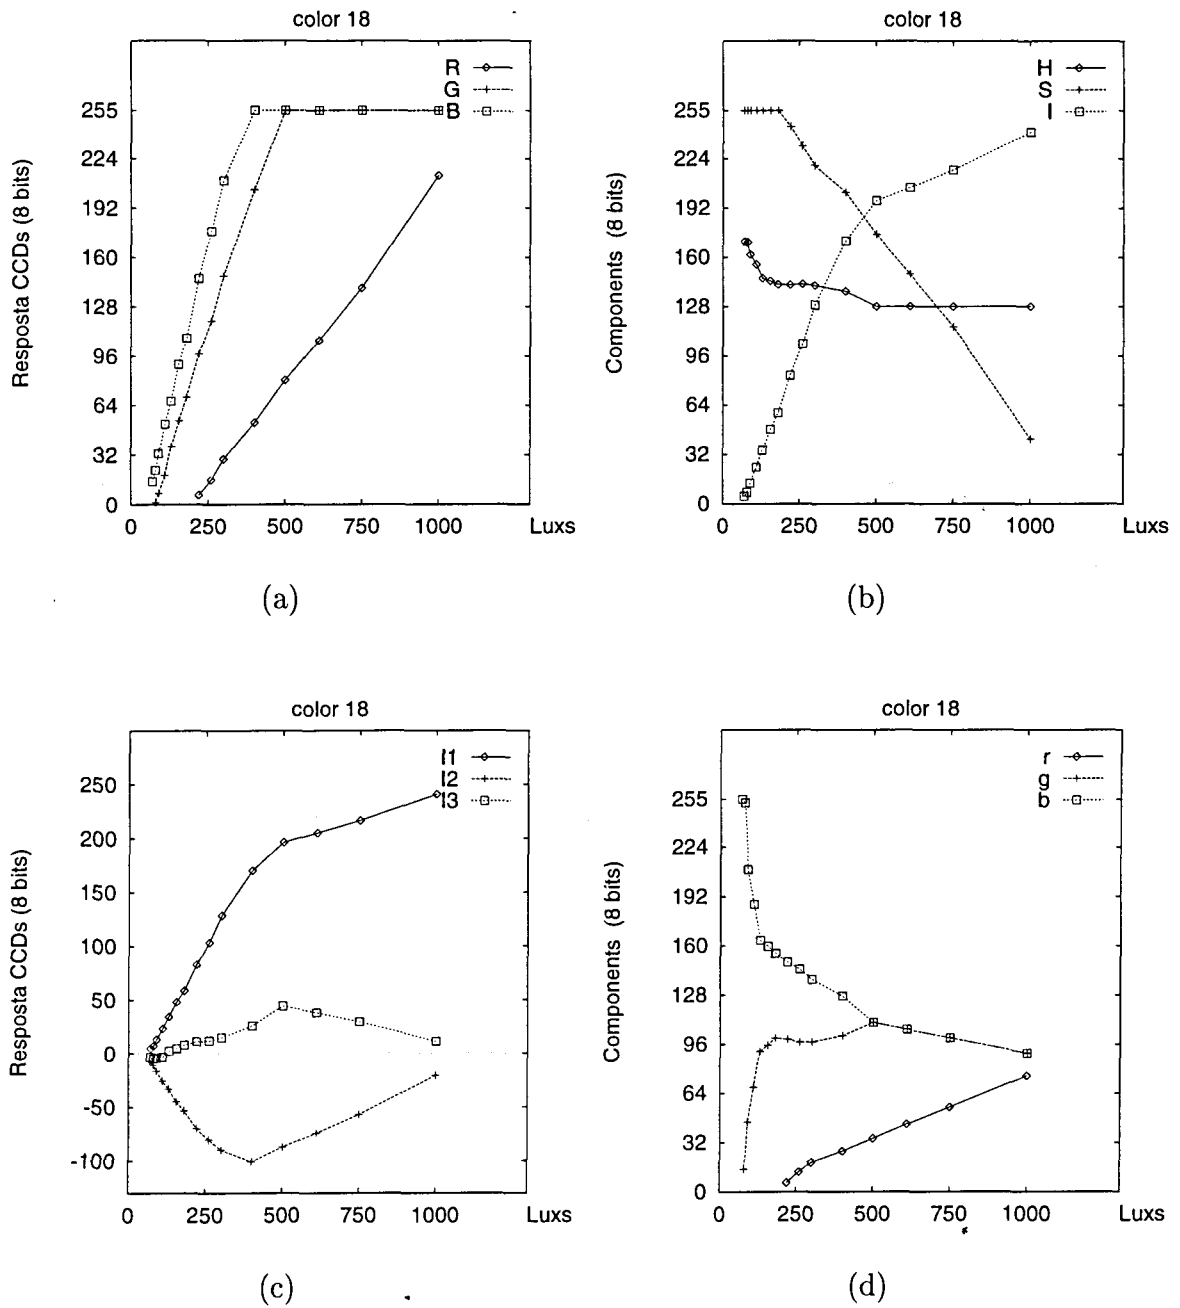 color 18
R
G
B
255
224
192
160
128
96
64
32
0
0 250 500 750 1000 Luxs
Resposta CCDs (8 bits)
(a)
color 18
H
S
I
255
224
192
160
128
96
64
32
0
0 250 500 750 1000 Luxs
Components (8 bits)
(b)
color 18
I1
I2
I3
250
200
150
100
50
0
-50
-100
0 250 500 750 1000 Luxs
Resposta CCDs (8 bits)
(c)
color 18
r
g
b
255
224
192
160
128
96
64
32
0
0 250 500 750 1000 Luxs
Components (8 bits)
(d)